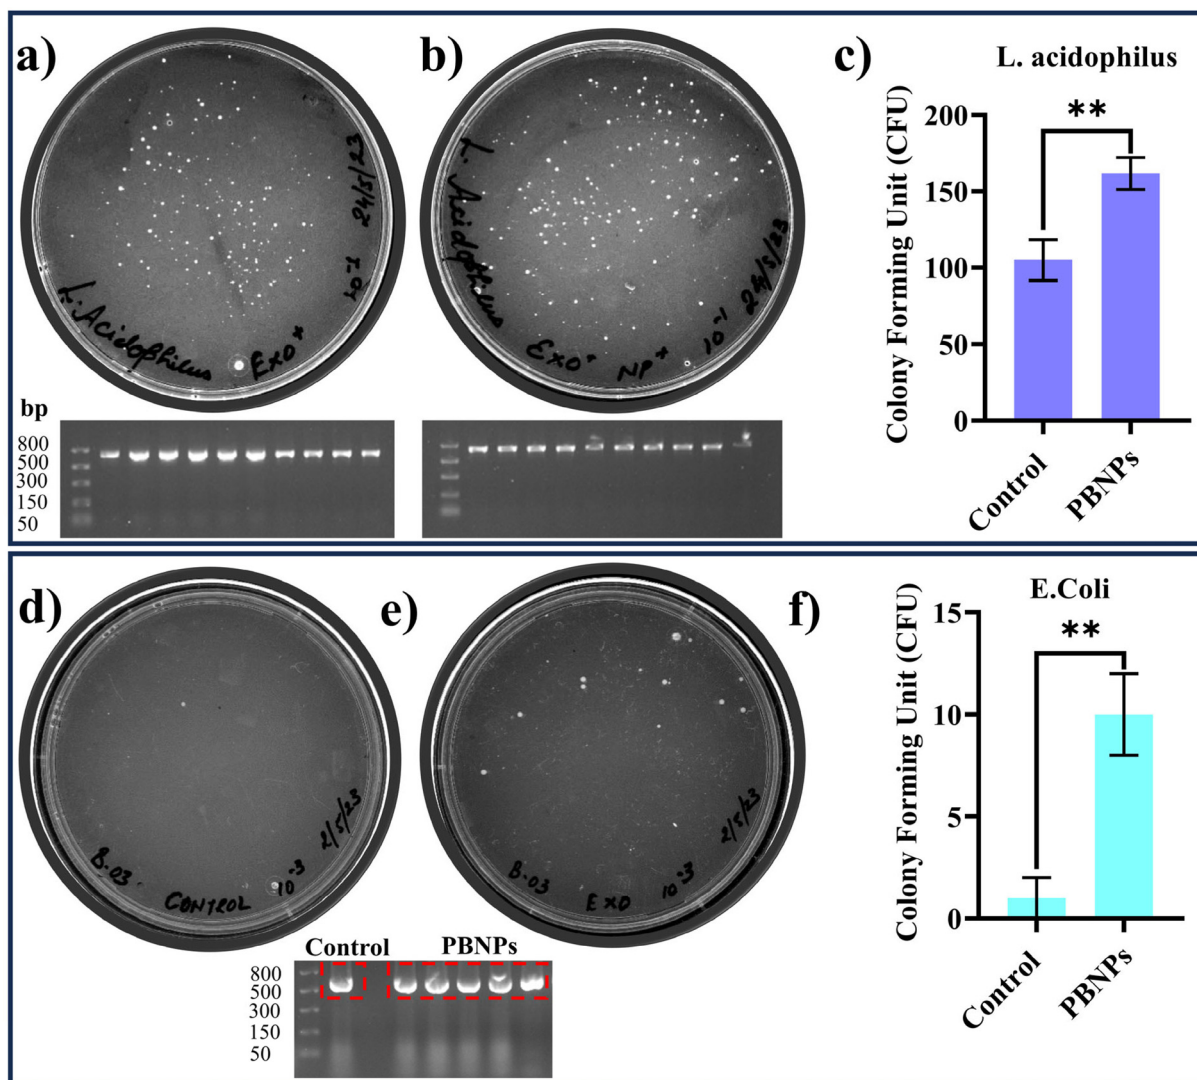 a)
L. Acidophilus
Exo+
10-1
24/5/23
b)
L. Acidophilus
Exo+
NP+
10-1
24/5/23
c)
L. acidophilus
Colony Forming Unit (CFU)
200
150
100
50
0
**
Control
PBNPs
bp
800
500
300
150
50
d)
B-03
CONTROL
10-3
2/5/23
e)
B-03
EXO
10-3
2/5/23
f)
E.Coli
Colony Forming Unit (CFU)
15
10
5
0
**
Control
PBNPs
Control PBNPs
800
500
300
150
50